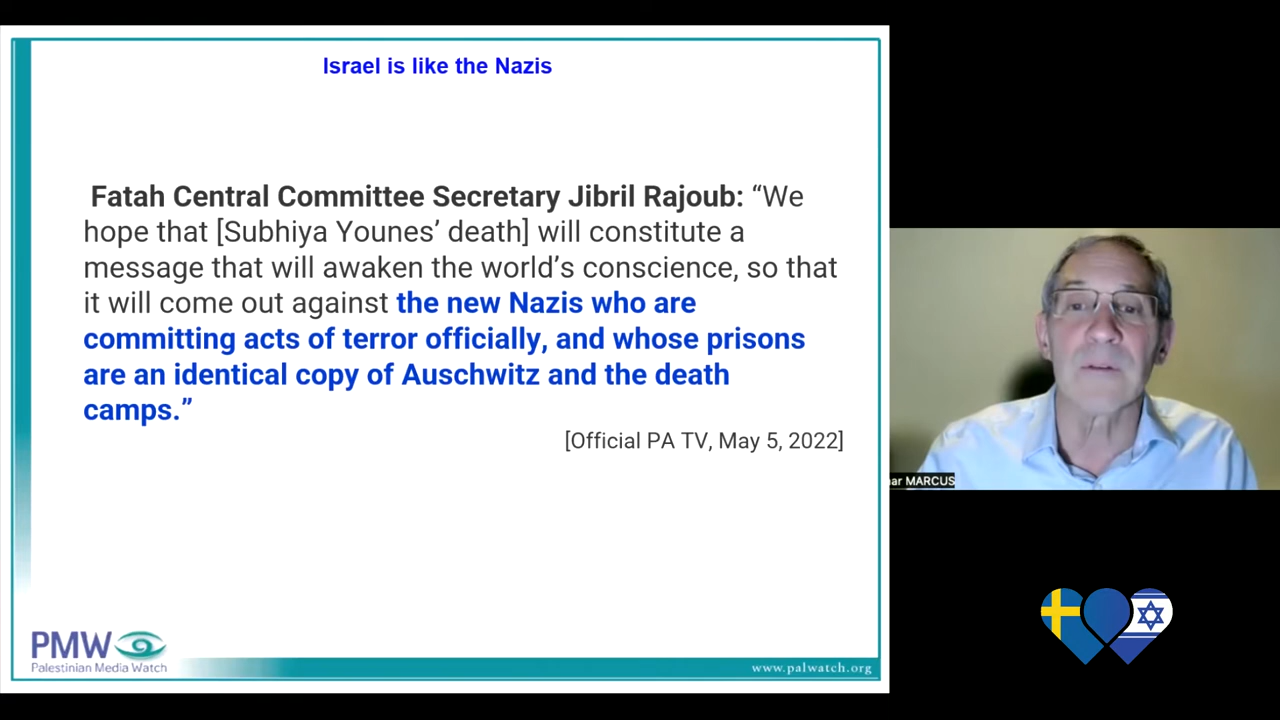 Israel is like the Nazis
Fatah Central Committee Secretary Jibril Rajoub: “We
hope that [Subhiya Younes’ death] will constitute a
message that will awaken the world’s conscience, so that
it will come out against the new Nazis who are
committing acts of terror officially, and whose prisons
are an identical copy of Auschwitz and the death
camps.”
[Official PA TV, May 5, 2022]
PMW
Palestinian Media Watch
www.palwatch.org
MARCUS